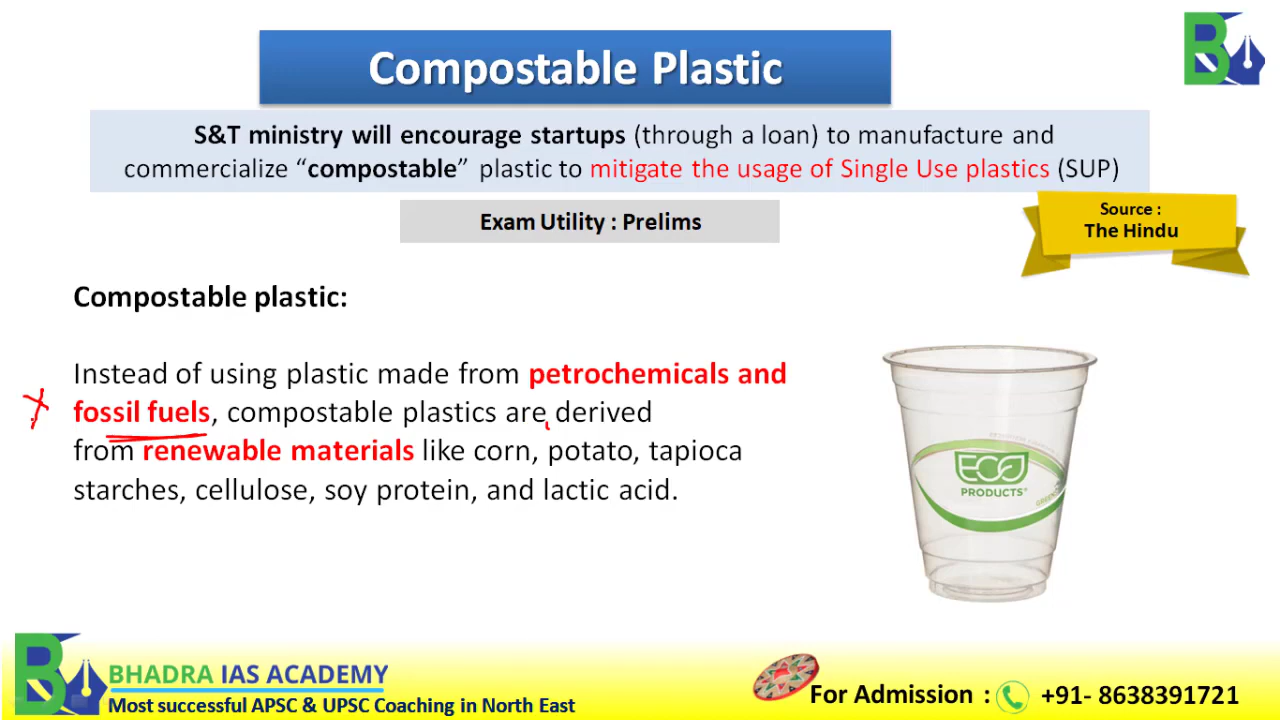 Compostable Plastic
S&T ministry will encourage startups (through a loan) to manufacture and
commercialize “compostable” plastic to mitigate the usage of Single Use plastics (SUP)
Exam Utility : Prelims
Source :
The Hindu
Compostable plastic:
Instead of using plastic made from petrochemicals and
fossil fuels, compostable plastics are derived
from renewable materials like corn, potato, tapioca
starches, cellulose, soy protein, and lactic acid.
ECO
PRODUCTS®
BHADRA IAS ACADEMY
Most successful APSC & UPSC Coaching in North East
For Admission : +91- 8638391721